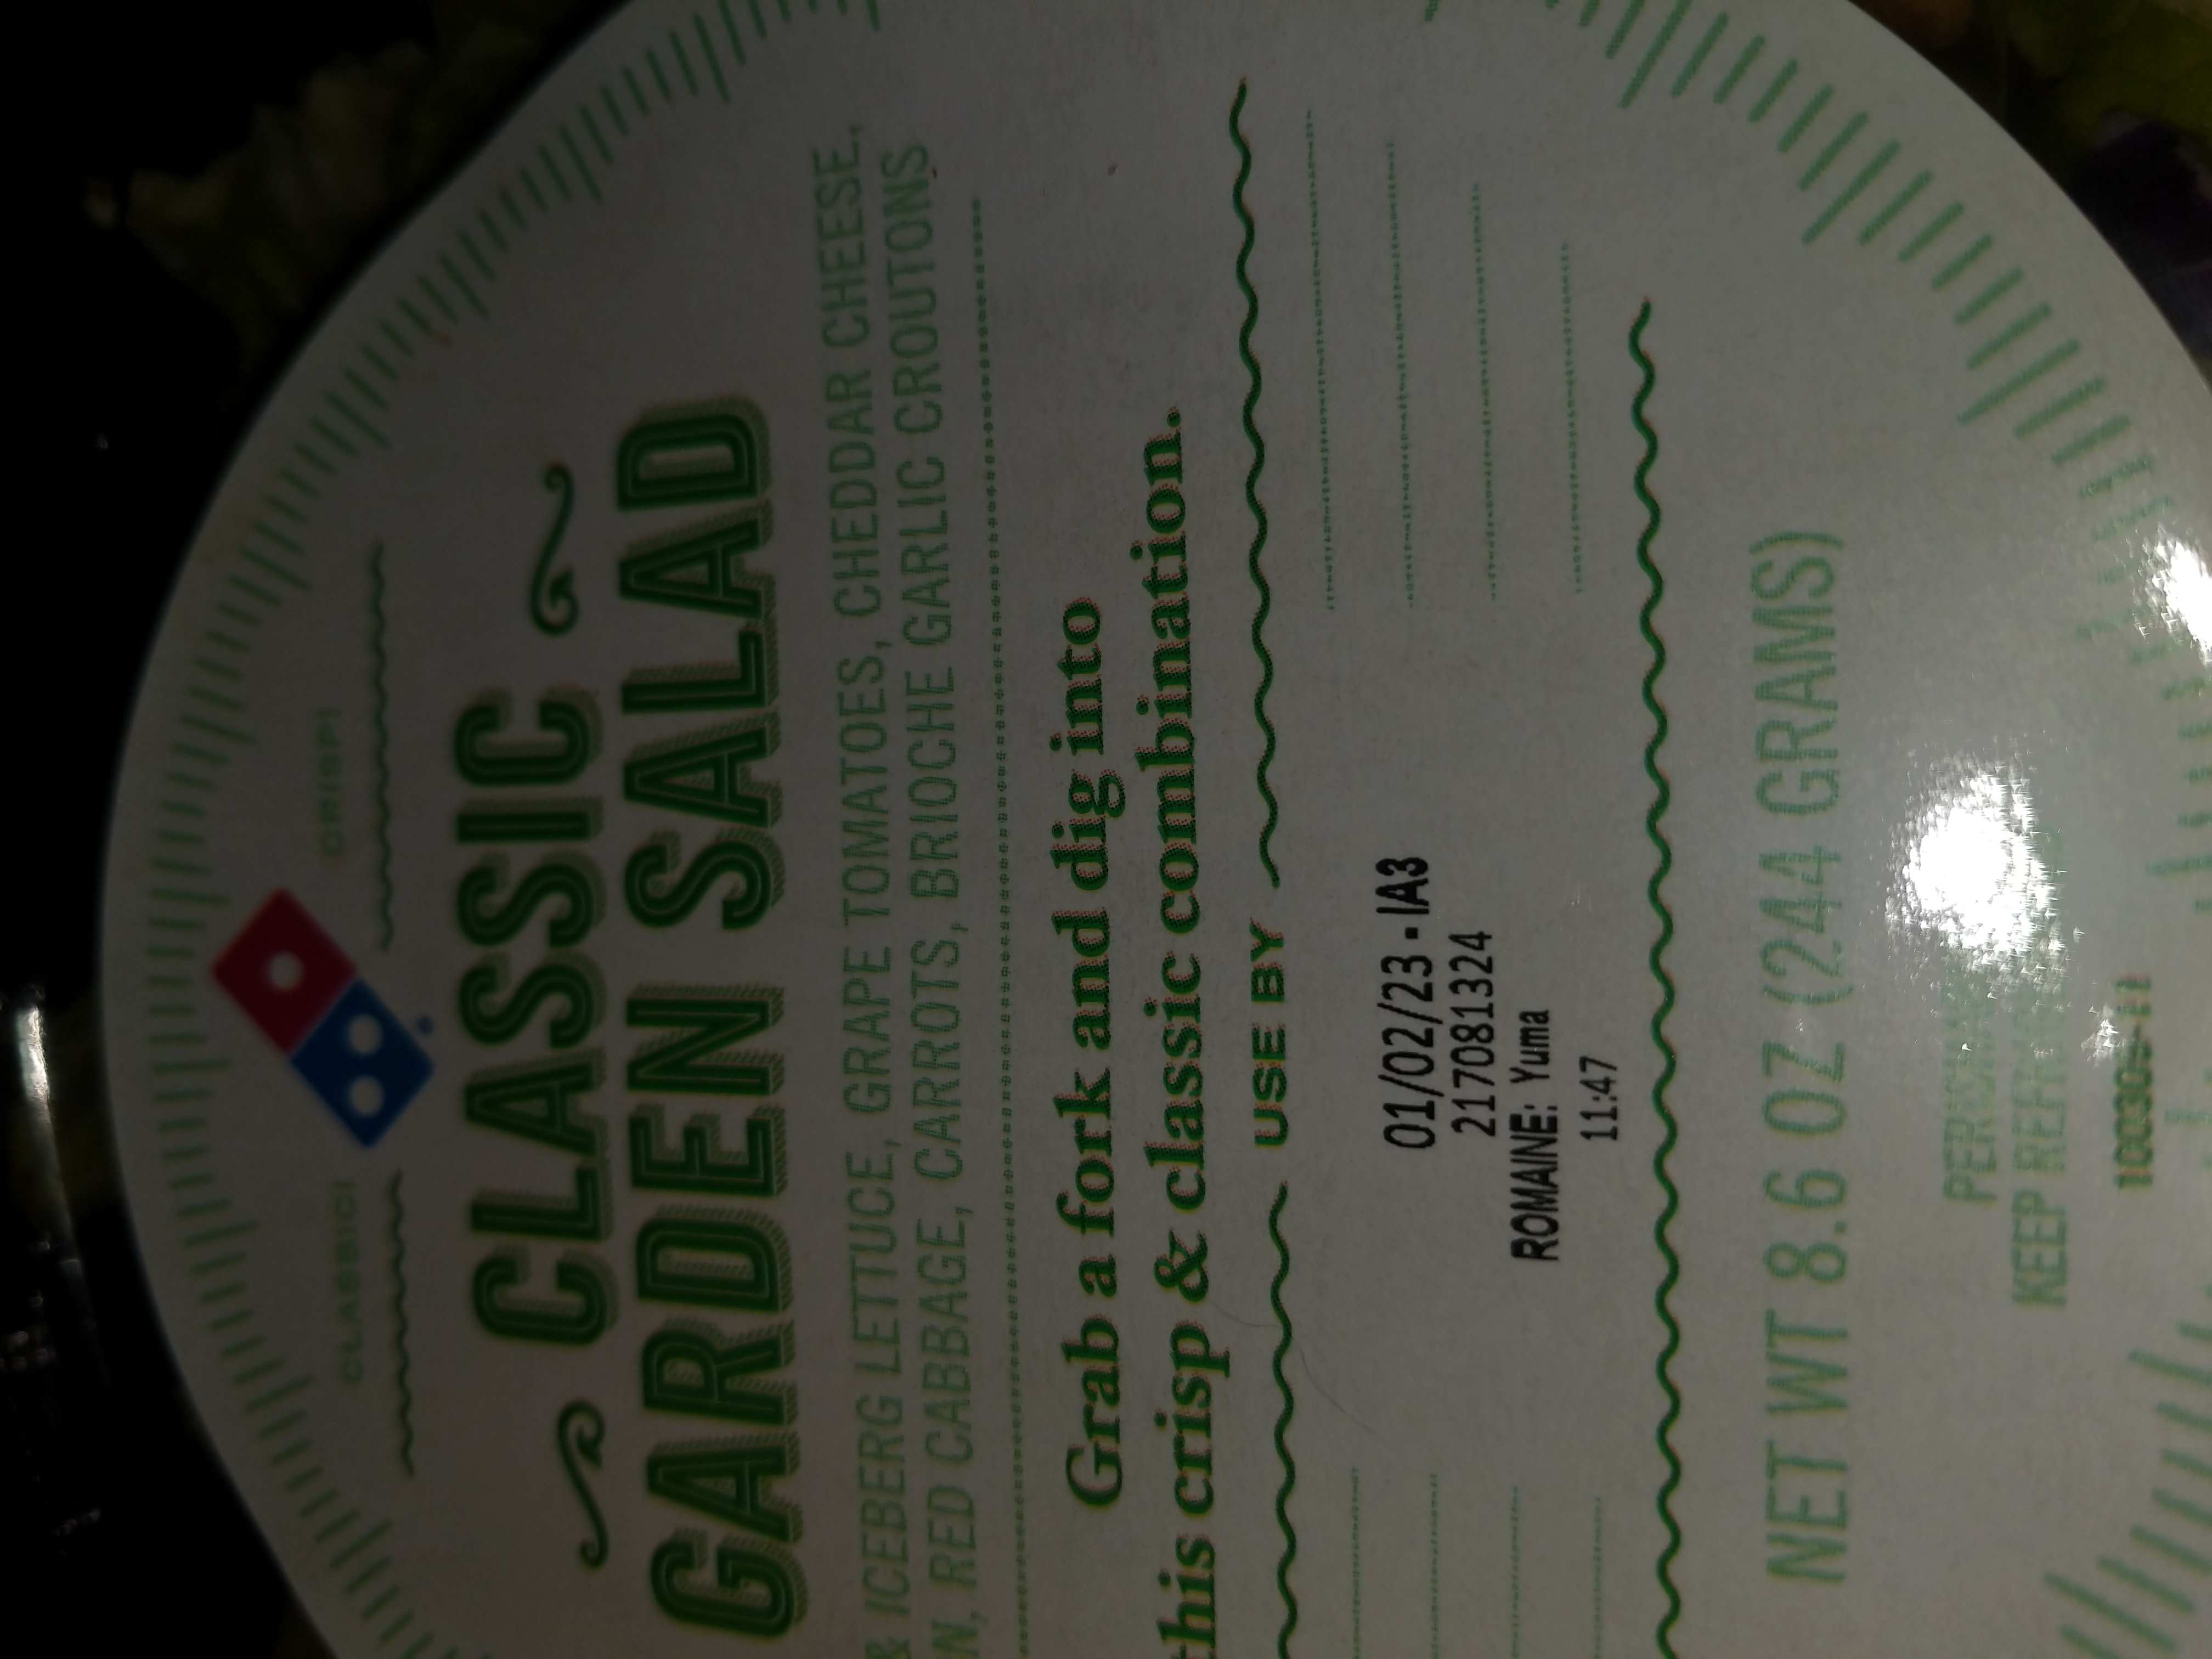 CLASSICI CRISPI
CLASSIC
GARDEN SALAD
& ICEBERG LETTUCE, GRAPE TOMATOES, CHEDDAR CHEESE,
N, RED CABBAGE, CARROTS, BRIOCHE GARLIC CROUTONS
Grab a fork and dig into
this crisp & classic combination.
USE BY
01/02/23 - IA3
217081324
ROMAINE: Yuma
11:47
NET WT 8.6 OZ (244 GRAMS)
KEEP